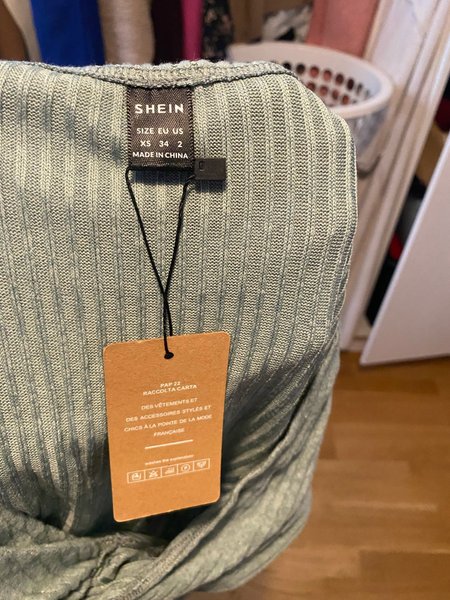 SHEIN
SIZE EU US
XS 34 2
MADE IN CHINA
PAP 22
RACCOLTA CARTA
DES VÊTEMENTS ET
DES ACCESSOIRES STYLÉS ET
CHICS À LA POINTE DE LA MODE
FRANÇAISE